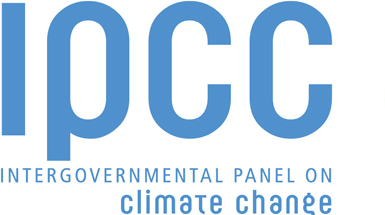 ipcc
INTERGOVERNMENTAL PANEL ON
climate change